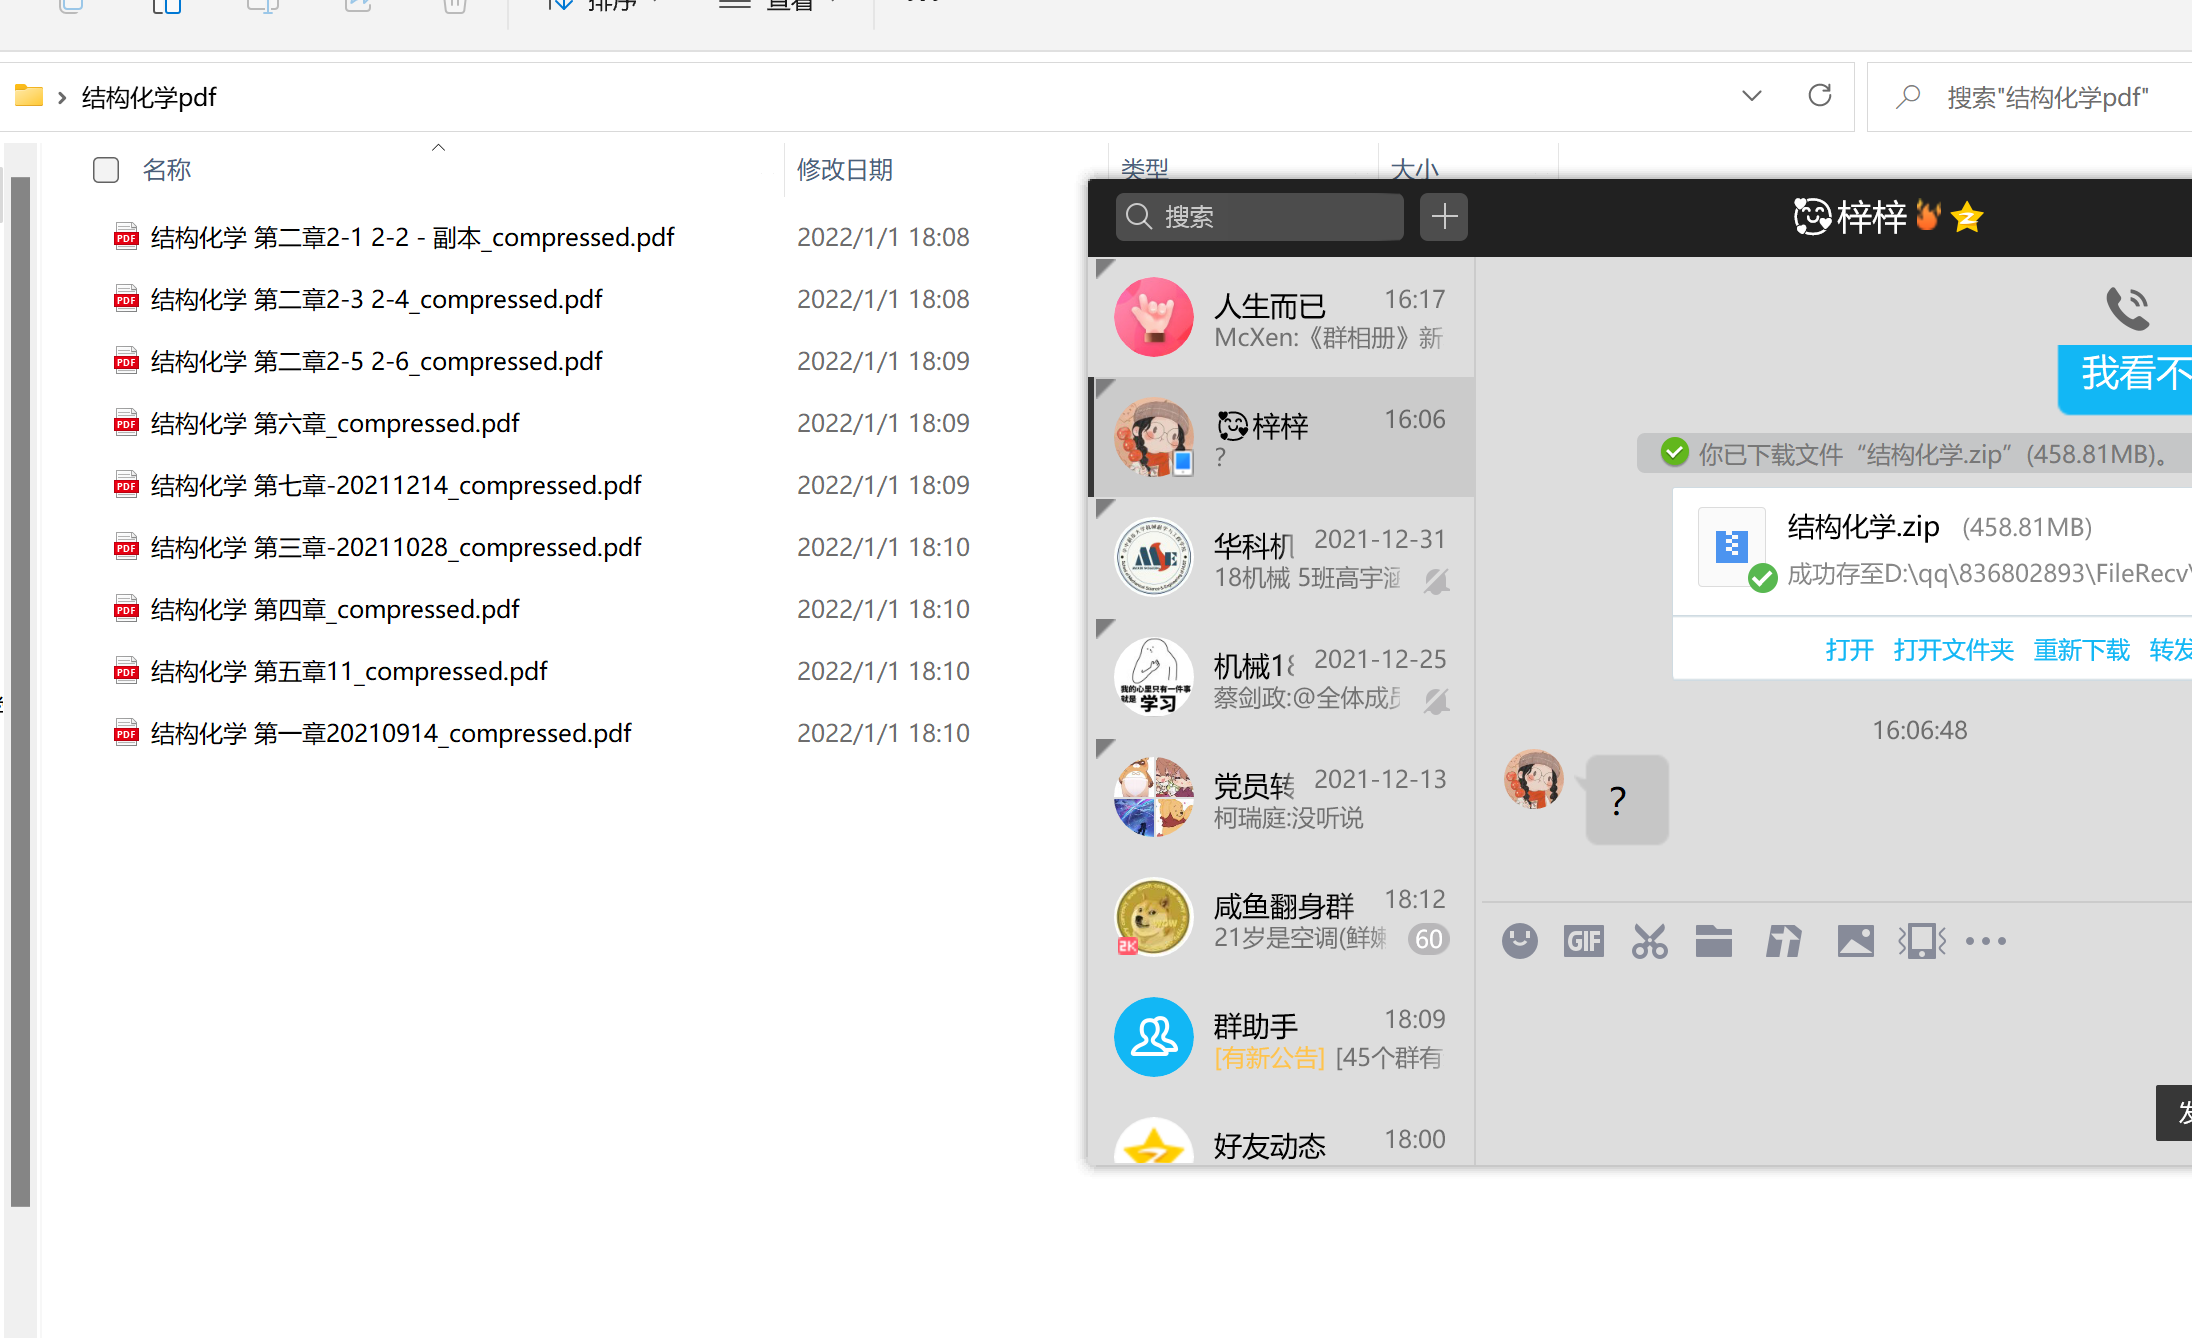 排序
查看
结构化学pdf
搜索"结构化学pdf"
名称
修改日期
类型
大小
结构化学 第二章2-1 2-2 - 副本_compressed.pdf
2022/1/1 18:08
结构化学 第二章2-3 2-4_compressed.pdf
2022/1/1 18:08
结构化学 第二章2-5 2-6_compressed.pdf
2022/1/1 18:09
结构化学 第六章_compressed.pdf
2022/1/1 18:09
结构化学 第七章-20211214_compressed.pdf
2022/1/1 18:09
结构化学 第三章-20211028_compressed.pdf
2022/1/1 18:10
结构化学 第四章_compressed.pdf
2022/1/1 18:10
结构化学 第五章11_compressed.pdf
2022/1/1 18:10
结构化学 第一章20210914_compressed.pdf
2022/1/1 18:10
搜索
人生而已
16:17
McXen:《群相册》新
梓梓
16:06
?
华科机
2021-12-31
18机械 5班高宇涵
机械18
2021-12-25
蔡剑政:@全体成员
我的心里只有一件事
就是 学习
党员转
2021-12-13
柯瑞庭:没听说
咸鱼翻身群
18:12
21岁是空调(鲜嫩
60
2K
群助手
18:09
[有新公告] [45个群有
好友动态
18:00
梓梓
我看不
你已下载文件“结构化学.zip”(458.81MB)。
结构化学.zip (458.81MB)
成功存至D:\qq\836802893\FileRecv\
打开 打开文件夹 重新下载 转发
16:06:48
?
GIF
发